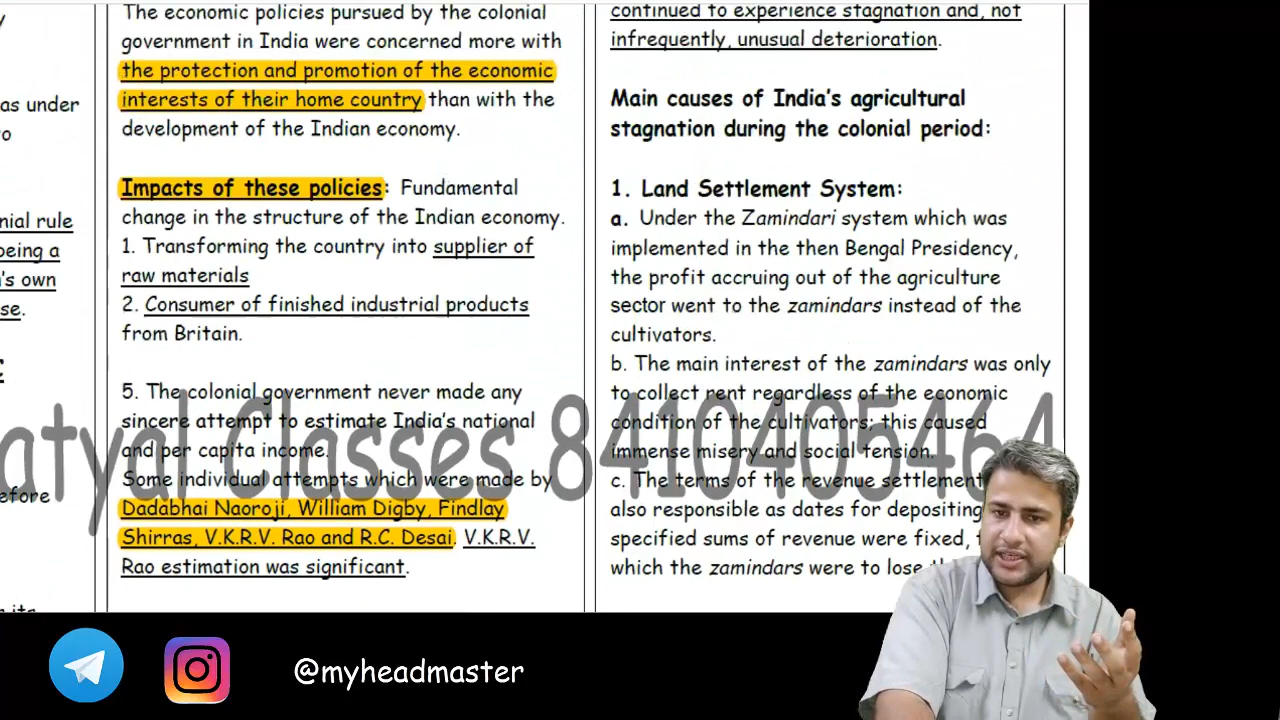 as under
o
nial rule
being a
's own
se.
efore
The economic policies pursued by the colonial
government in India were concerned more with
the protection and promotion of the economic
interests of their home country than with the
development of the Indian economy.
Impacts of these policies: Fundamental
change in the structure of the Indian economy.
1. Transforming the country into supplier of
raw materials
2. Consumer of finished industrial products
from Britain.
5. The colonial government never made any
sincere attempt to estimate India's national
and per capita income.
Some individual attempts which were made by
Dadabhai Naoroji, William Digby, Findlay
Shirras, V.K.R.V. Rao and R.C. Desai. V.K.R.V.
Rao estimation was significant.
continued to experience stagnation and, not
infrequently, unusual deterioration.
Main causes of India's agricultural
stagnation during the colonial period:
1. Land Settlement System:
a. Under the Zamindari system which was
implemented in the then Bengal Presidency,
the profit accruing out of the agriculture
sector went to the zamindars instead of the
cultivators.
b. The main interest of the zamindars was only
to collect rent regardless of the economic
condition of the cultivators; this caused
immense misery and social tension.
c. The terms of the revenue settlement
also responsible as dates for depositing
specified sums of revenue were fixed,
which the zamindars were to lose
atyal Classes 8410405464
@myheadmaster